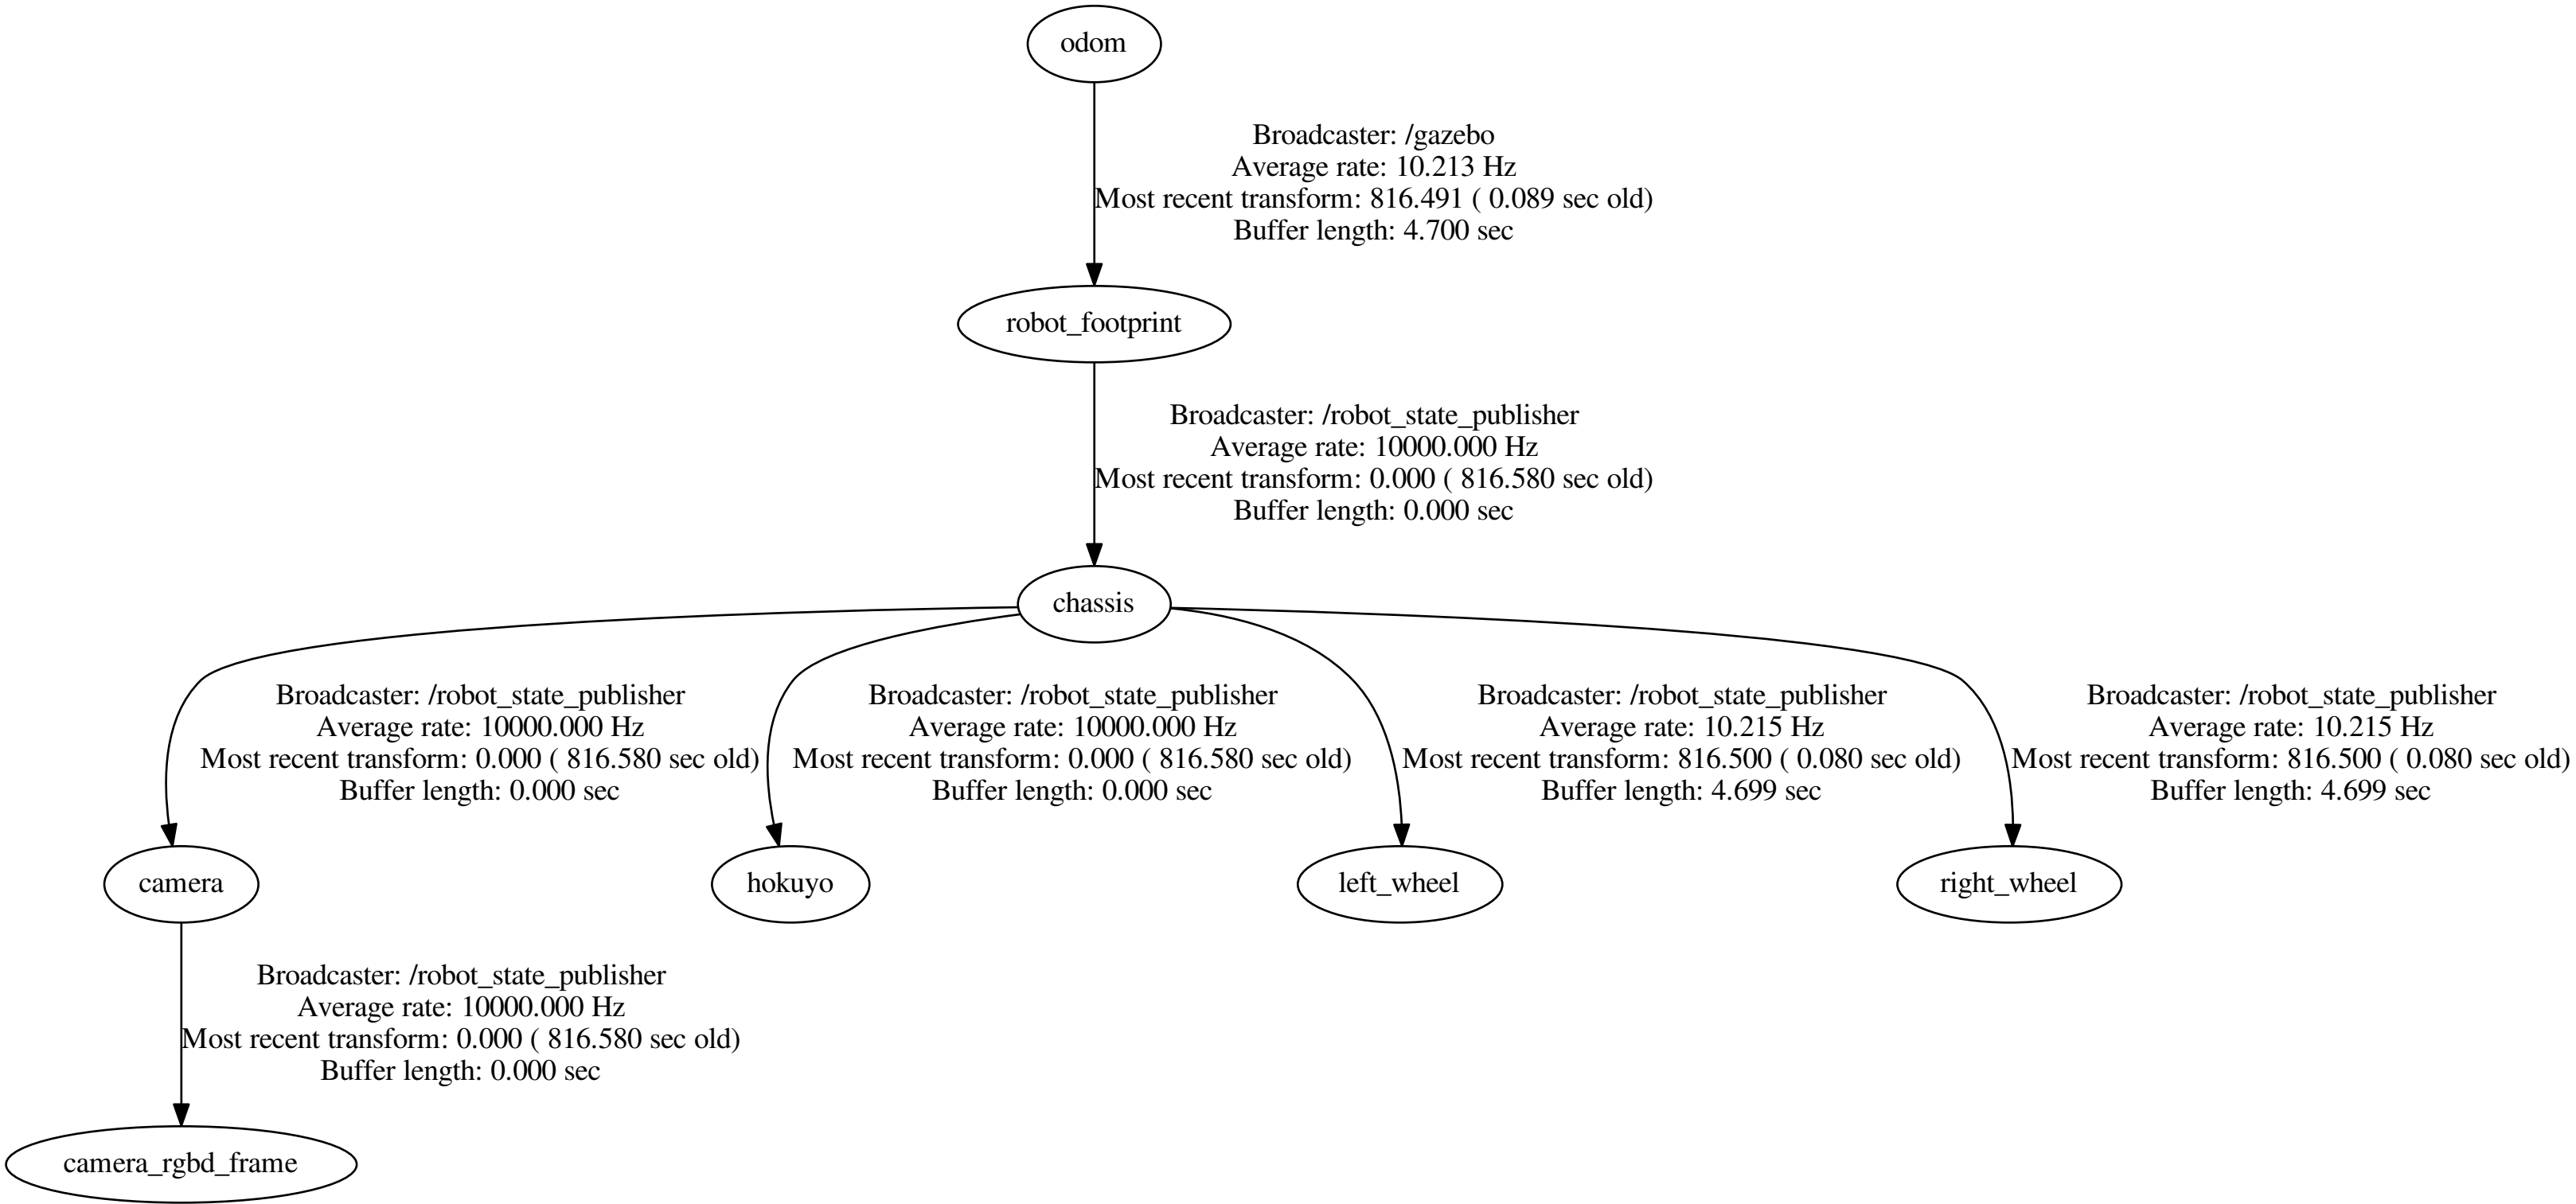 odom
Broadcaster: /gazebo
Average rate: 10.213 Hz
Most recent transform: 816.491 ( 0.089 sec old)
Buffer length: 4.700 sec
robot_footprint
Broadcaster: /robot_state_publisher
Average rate: 10000.000 Hz
Most recent transform: 0.000 ( 816.580 sec old)
Buffer length: 0.000 sec
chassis
Broadcaster: /robot_state_publisher
Average rate: 10000.000 Hz
Most recent transform: 0.000 ( 816.580 sec old)
Buffer length: 0.000 sec
Broadcaster: /robot_state_publisher
Average rate: 10000.000 Hz
Most recent transform: 0.000 ( 816.580 sec old)
Buffer length: 0.000 sec
Broadcaster: /robot_state_publisher
Average rate: 10.215 Hz
Most recent transform: 816.500 ( 0.080 sec old)
Buffer length: 4.699 sec
Broadcaster: /robot_state_publisher
Average rate: 10.215 Hz
Most recent transform: 816.500 ( 0.080 sec old)
Buffer length: 4.699 sec
camera
hokuyo
left_wheel
right_wheel
Broadcaster: /robot_state_publisher
Average rate: 10000.000 Hz
Most recent transform: 0.000 ( 816.580 sec old)
Buffer length: 0.000 sec
camera_rgbd_frame